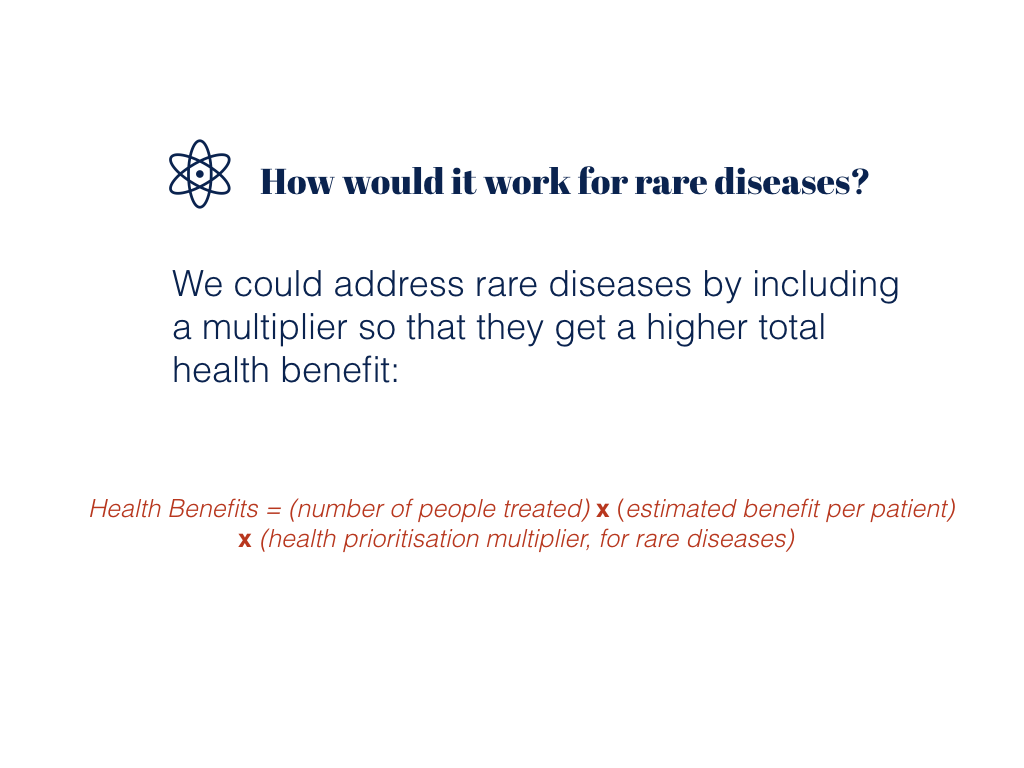 How would it work for rare diseases?
We could address rare diseases by including
a multiplier so that they get a higher total
health benefit:
Health Benefits = (number of people treated) x (estimated benefit per patient)
x (health prioritisation multiplier, for rare diseases)